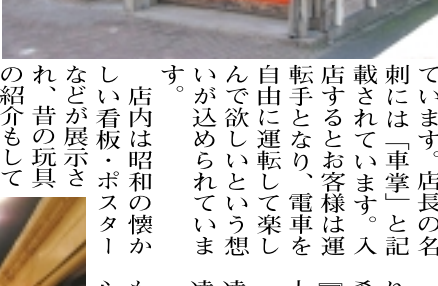 ています。店長の名
刺には「車掌」と記
載されています。入
店するとお客様は運
転手となり、電車を
自由に運転して楽し
んで欲しいという想
いが込められていま
す。
店内は昭和の懐か
しい看板・ポスター
などが展示さ
れ、昔の玩具
の紹介もして